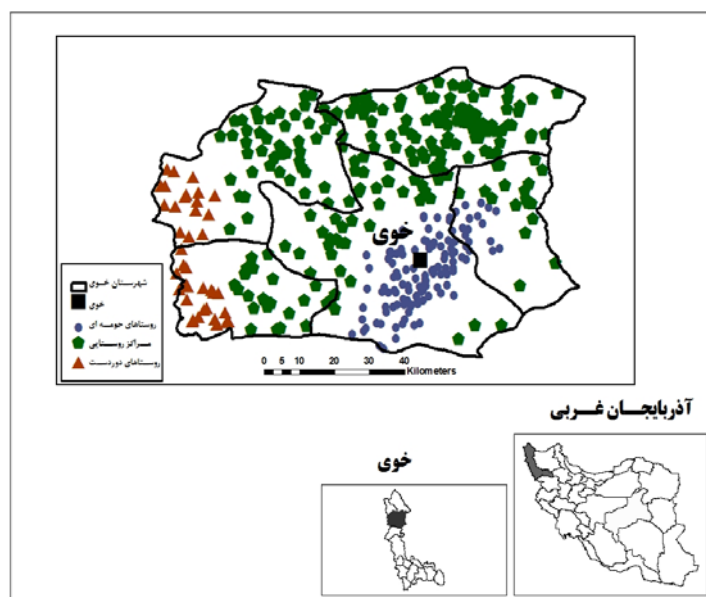 خوی
شهرستان خوی
خوی
روستاهای حومه ای
مراکز روستایی
روستاهای دوردست
0 5 10 20 30 40
Kilometers
آذربایجان غربی
خوی